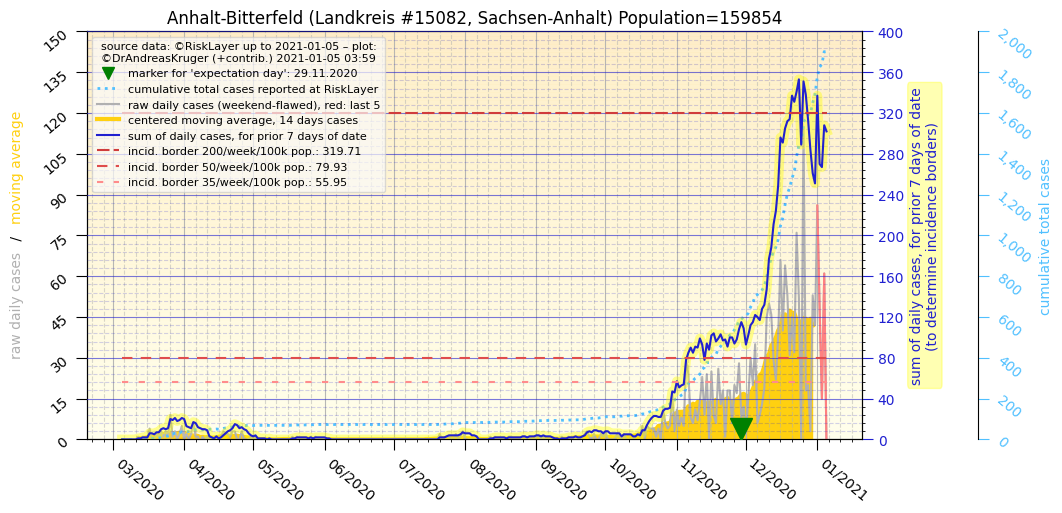 Anhalt-Bitterfeld (Landkreis #15082, Sachsen-Anhalt) Population=159854
source data: ©RiskLayer up to 2021-01-05 – plot:
©DrAndreasKruger (+contrib.) 2021-01-05 03:59
marker for 'expectation day': 29.11.2020
cumulative total cases reported at RiskLayer
raw daily cases (weekend-flawed), red: last 5
centered moving average, 14 days cases
sum of daily cases, for prior 7 days of date
incid. border 200/week/100k pop.: 319.71
incid. border 50/week/100k pop.: 79.93
incid. border 35/week/100k pop.: 55.95
raw daily cases / moving average
150
135
120
105
90
75
60
45
30
15
0
400
360
320
280
240
200
160
120
80
40
0
sum of daily cases, for prior 7 days of date
(to determine incidence borders)
2,000
1,800
1,600
1,400
1,200
1,000
800
600
400
200
0
cumulative total cases
03/2020
04/2020
05/2020
06/2020
07/2020
08/2020
09/2020
10/2020
11/2020
12/2020
01/2021